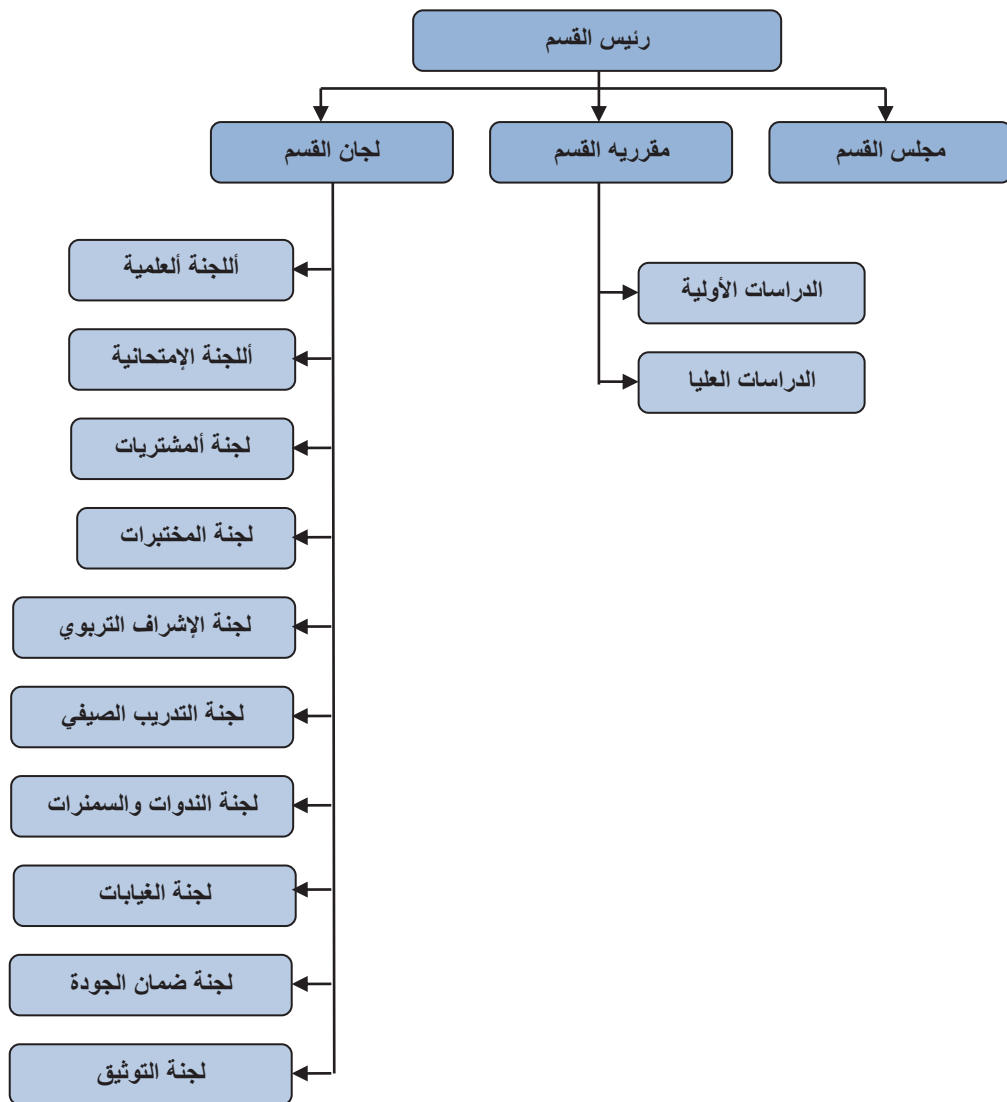 رئيس القسم
مجلس القسم
مقرريه القسم
لجان القسم
الدراسات الأولية
الدراسات العليا
أللجنة ألعلمية
أللجنة الإمتحانية
لجنة ألمشتريات
لجنة المختبرات
لجنة الإشراف التربوي
لجنة التدريب الصيفي
لجنة الندوات والسمنرات
لجنة الغيابات
لجنة ضمان الجودة
لجنة التوثيق